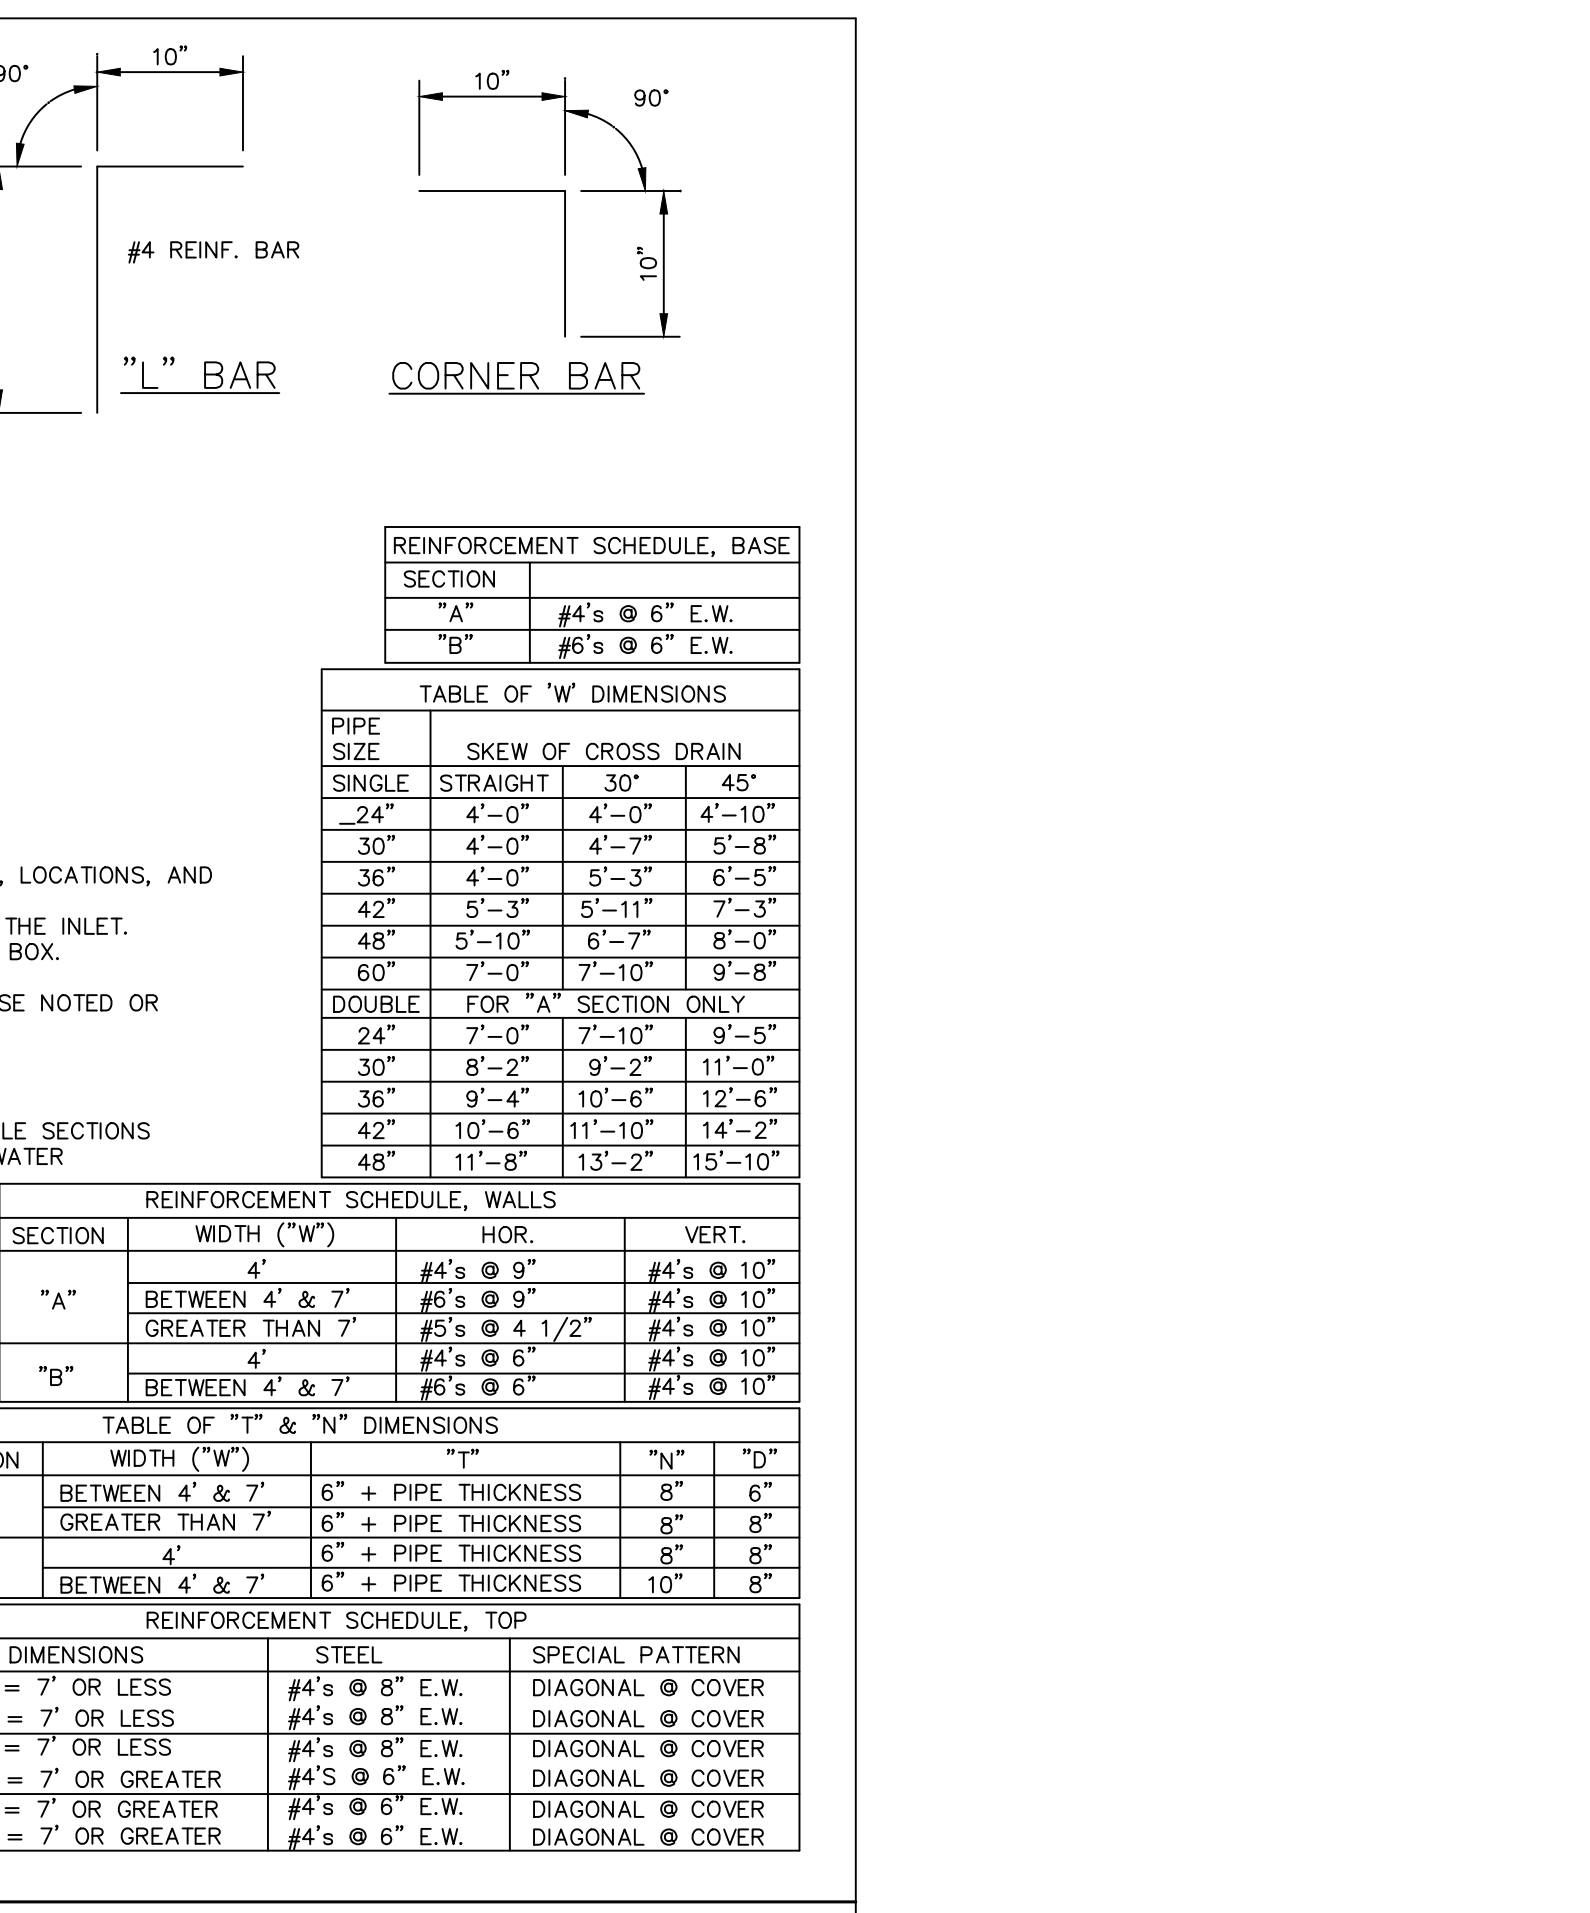 90° 10” 10” 90°
#4 REINF. BAR 10”
”L” BAR CORNER BAR
REINFORCEMENT SCHEDULE, BASE
SECTION
”A” #4's @ 6” E.W.
”B” #6's @ 6” E.W.
TABLE OF 'W' DIMENSIONS
PIPE
SIZE SKEW OF CROSS DRAIN
SINGLE STRAIGHT 30° 45°
_24” 4'–0” 4'–0” 4'–10”
30” 4'–0” 4'–7” 5'–8”
36” 4'–0” 5'–3” 6'–5”
42” 5'–3” 5'–11” 7'–3”
48” 5'–10” 6'–7” 8'–0”
60” 7'–0” 7'–10” 9'–8”
DOUBLE FOR ”A” SECTION ONLY
24” 7'–0” 7'–10” 9'–5”
30” 8'–2” 9'–2” 11'–0”
36” 9'–4” 10'–6” 12'–6”
42” 10'–6” 11'–10” 14'–2”
48” 11'–8” 13'–2” 15'–10”
, LOCATIONS, AND
THE INLET.
BOX.
SE NOTED OR
LE SECTIONS
WATER
REINFORCEMENT SCHEDULE, WALLS
SECTION WIDTH (”W”) HOR. VERT.
”A” 4' #4's @ 9” #4's @ 10”
BETWEEN 4' & 7' #6's @ 9” #4's @ 10”
GREATER THAN 7' #5's @ 4 1/2” #4's @ 10”
”B” 4' #4's @ 6” #4's @ 10”
BETWEEN 4' & 7' #6's @ 6” #4's @ 10”
TABLE OF ”T” & ”N” DIMENSIONS
ON WIDTH (”W”) ”T” ”N” ”D”
BETWEEN 4' & 7' 6” + PIPE THICKNESS 8” 6”
GREATER THAN 7' 6” + PIPE THICKNESS 8” 8”
4' 6” + PIPE THICKNESS 8” 8”
BETWEEN 4' & 7' 6” + PIPE THICKNESS 10” 8”
REINFORCEMENT SCHEDULE, TOP
DIMENSIONS STEEL SPECIAL PATTERN
= 7' OR LESS #4's @ 8” E.W. DIAGONAL @ COVER
= 7' OR LESS #4's @ 8” E.W. DIAGONAL @ COVER
= 7' OR LESS #4's @ 8” E.W. DIAGONAL @ COVER
= 7' OR GREATER #4'S @ 6” E.W. DIAGONAL @ COVER
= 7' OR GREATER #4's @ 6” E.W. DIAGONAL @ COVER
= 7' OR GREATER #4's @ 6” E.W. DIAGONAL @ COVER